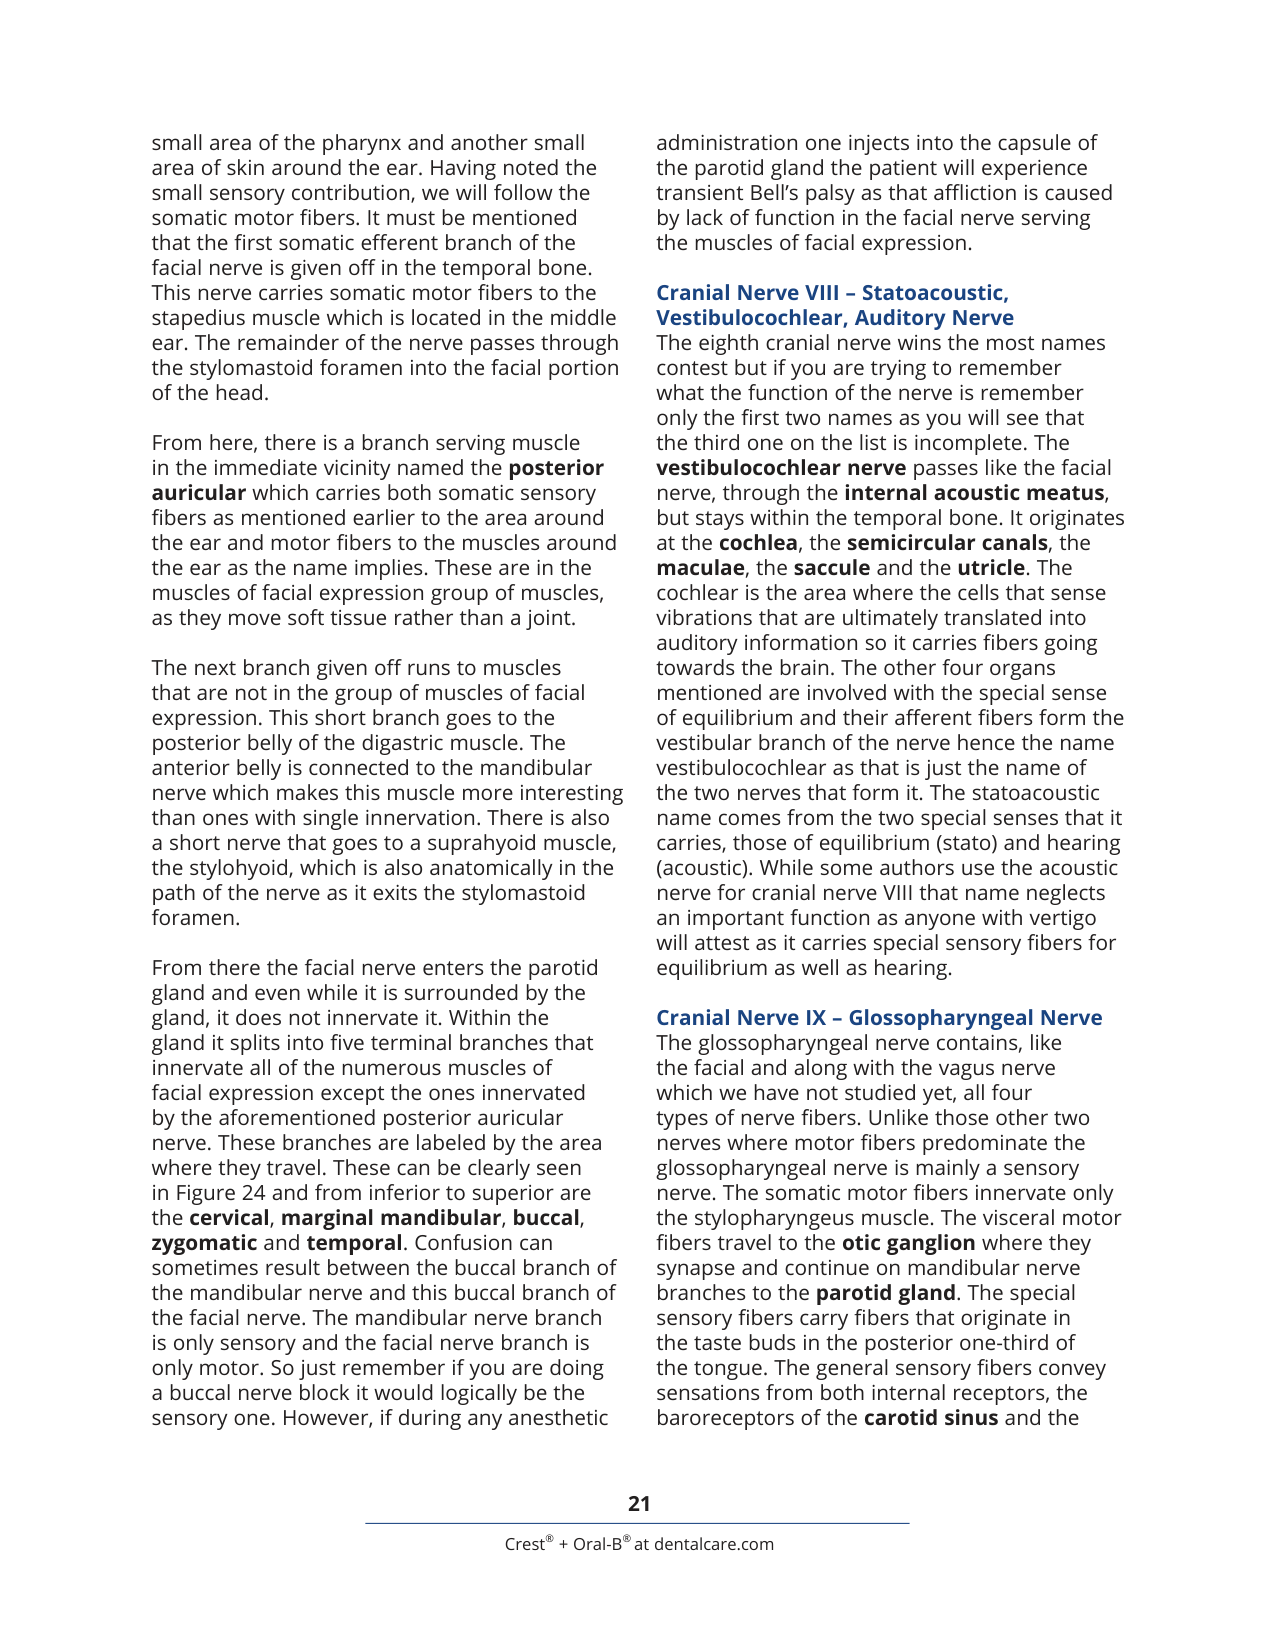 small area of the pharynx and another small
area of skin around the ear. Having noted the
small sensory contribution, we will follow the
somatic motor fibers. It must be mentioned
that the first somatic efferent branch of the
facial nerve is given off in the temporal bone.
This nerve carries somatic motor fibers to the
stapedius muscle which is located in the middle
ear. The remainder of the nerve passes through
the stylomastoid foramen into the facial portion
of the head.
From here, there is a branch serving muscle
in the immediate vicinity named the posterior
auricular which carries both somatic sensory
fibers as mentioned earlier to the area around
the ear and motor fibers to the muscles around
the ear as the name implies. These are in the
muscles of facial expression group of muscles,
as they move soft tissue rather than a joint.
The next branch given off runs to muscles
that are not in the group of muscles of facial
expression. This short branch goes to the
posterior belly of the digastric muscle. The
anterior belly is connected to the mandibular
nerve which makes this muscle more interesting
than ones with single innervation. There is also
a short nerve that goes to a suprahyoid muscle,
the stylohyoid, which is also anatomically in the
path of the nerve as it exits the stylomastoid
foramen.
From there the facial nerve enters the parotid
gland and even while it is surrounded by the
gland, it does not innervate it. Within the
gland it splits into five terminal branches that
innervate all of the numerous muscles of
facial expression except the ones innervated
by the aforementioned posterior auricular
nerve. These branches are labeled by the area
where they travel. These can be clearly seen
in Figure 24 and from inferior to superior are
the cervical, marginal mandibular, buccal,
zygomatic and temporal. Confusion can
sometimes result between the buccal branch of
the mandibular nerve and this buccal branch of
the facial nerve. The mandibular nerve branch
is only sensory and the facial nerve branch is
only motor. So just remember if you are doing
a buccal nerve block it would logically be the
sensory one. However, if during any anesthetic
administration one injects into the capsule of
the parotid gland the patient will experience
transient Bell’s palsy as that affliction is caused
by lack of function in the facial nerve serving
the muscles of facial expression.
Cranial Nerve VIII – Statoacoustic,
Vestibulocochlear, Auditory Nerve
The eighth cranial nerve wins the most names
contest but if you are trying to remember
what the function of the nerve is remember
only the first two names as you will see that
the third one on the list is incomplete. The
vestibulocochlear nerve passes like the facial
nerve, through the internal acoustic meatus,
but stays within the temporal bone. It originates
at the cochlea, the semicircular canals, the
maculae, the saccule and the utricle. The
cochlear is the area where the cells that sense
vibrations that are ultimately translated into
auditory information so it carries fibers going
towards the brain. The other four organs
mentioned are involved with the special sense
of equilibrium and their afferent fibers form the
vestibular branch of the nerve hence the name
vestibulocochlear as that is just the name of
the two nerves that form it. The statoacoustic
name comes from the two special senses that it
carries, those of equilibrium (stato) and hearing
(acoustic). While some authors use the acoustic
nerve for cranial nerve VIII that name neglects
an important function as anyone with vertigo
will attest as it carries special sensory fibers for
equilibrium as well as hearing.
Cranial Nerve IX – Glossopharyngeal Nerve
The glossopharyngeal nerve contains, like
the facial and along with the vagus nerve
which we have not studied yet, all four
types of nerve fibers. Unlike those other two
nerves where motor fibers predominate the
glossopharyngeal nerve is mainly a sensory
nerve. The somatic motor fibers innervate only
the stylopharyngeus muscle. The visceral motor
fibers travel to the otic ganglion where they
synapse and continue on mandibular nerve
branches to the parotid gland. The special
sensory fibers carry fibers that originate in
the taste buds in the posterior one-third of
the tongue. The general sensory fibers convey
sensations from both internal receptors, the
baroreceptors of the carotid sinus and the
21
Crest® + Oral-B® at dentalcare.com